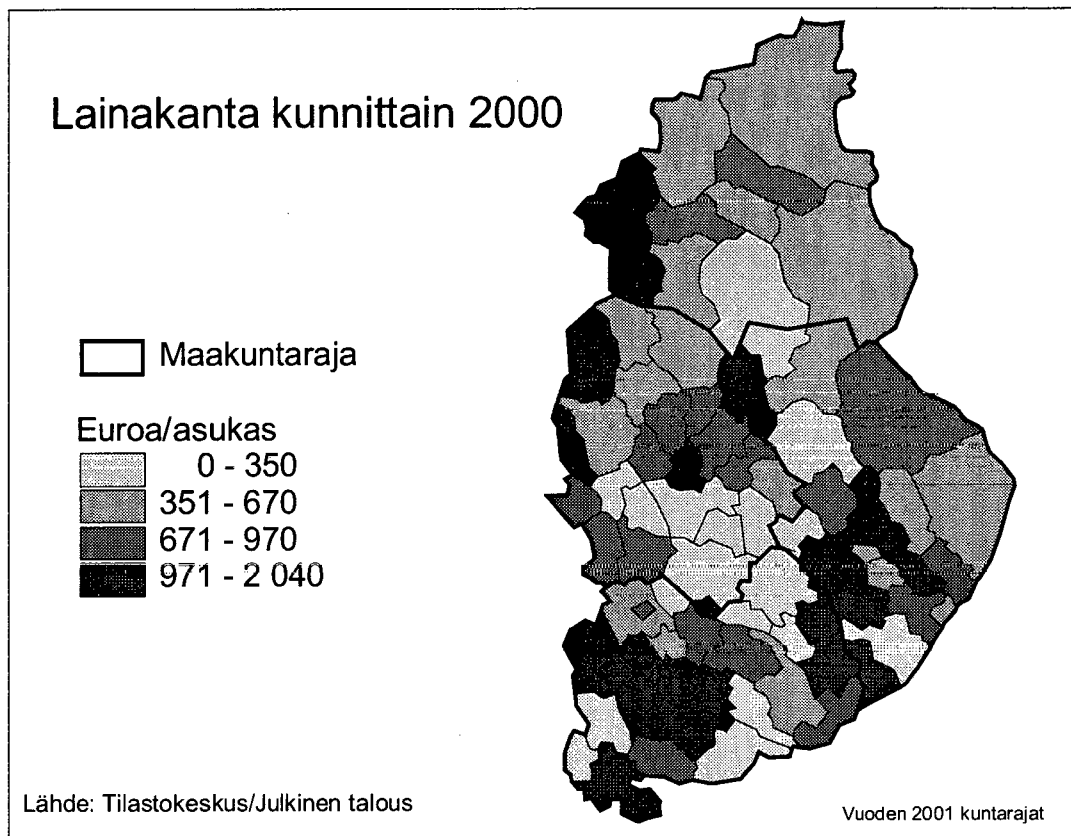 Lainakanta kunnittain 2000
Maakuntaraja
Euroa/asukas
0 - 350
351 - 670
671 - 970
971 - 2 040
Lähde: Tilastokeskus/Julkinen talous
Vuoden 2001 kuntarajat